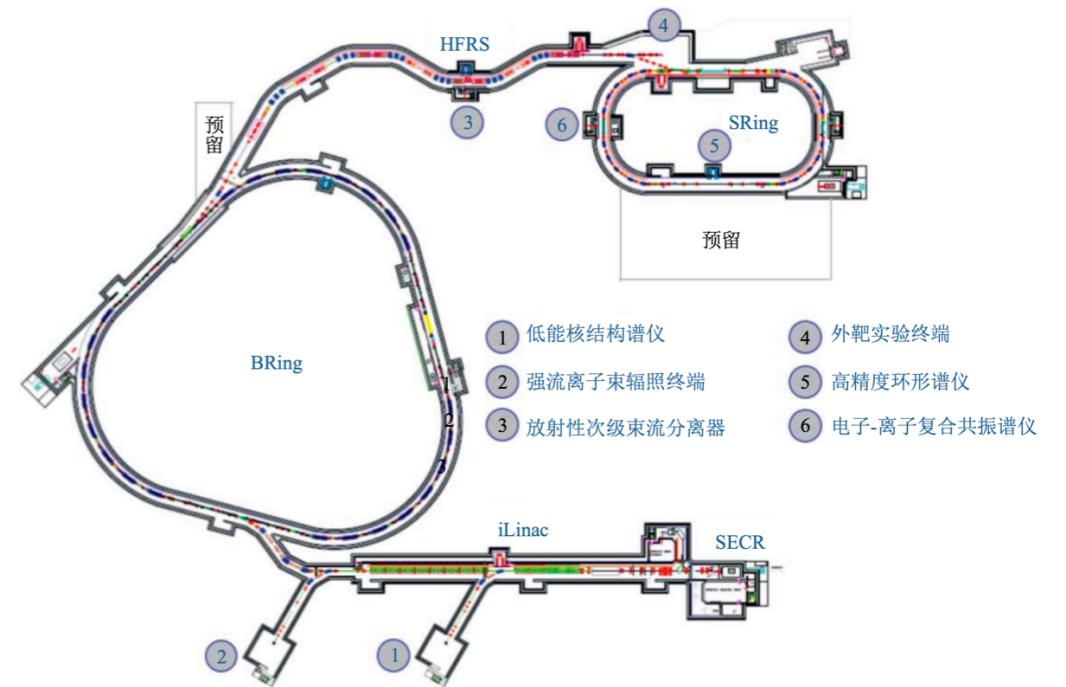 4
HFRS
预留
3
6
SRing
5
预留
1 低能核结构谱仪
4 外靶实验终端
BRing
2 强流离子束辐照终端
5 高精度环形谱仪
1
2
3
3 放射性次级束流分离器
6 电子-离子复合共振谱仪
iLinac
SECR
2
1